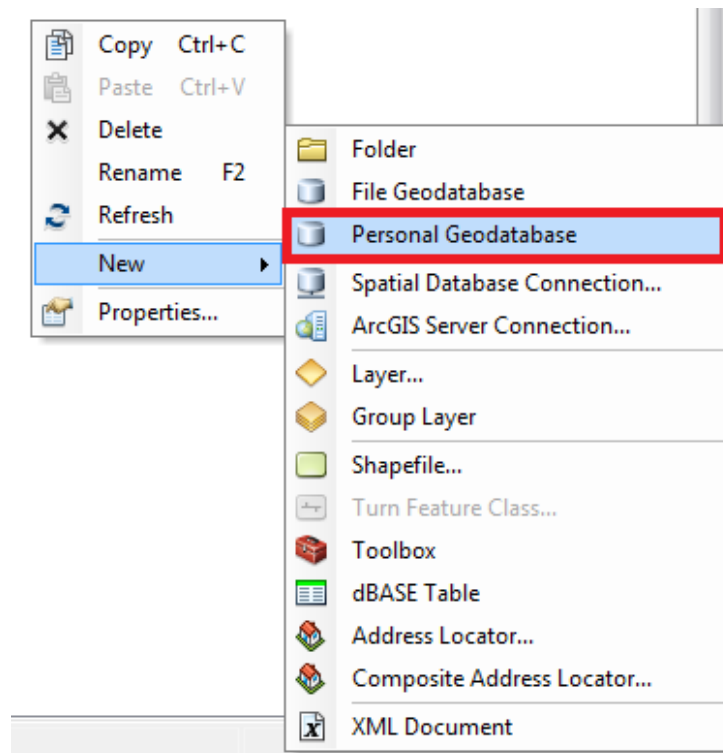 Copy Ctrl+C
Paste Ctrl+V
Delete
Rename F2
Refresh
New
Properties...
Folder
File Geodatabase
Personal Geodatabase
Spatial Database Connection...
ArcGIS Server Connection...
Layer...
Group Layer
Shapefile...
Turn Feature Class...
Toolbox
dBASE Table
Address Locator...
Composite Address Locator...
XML Document